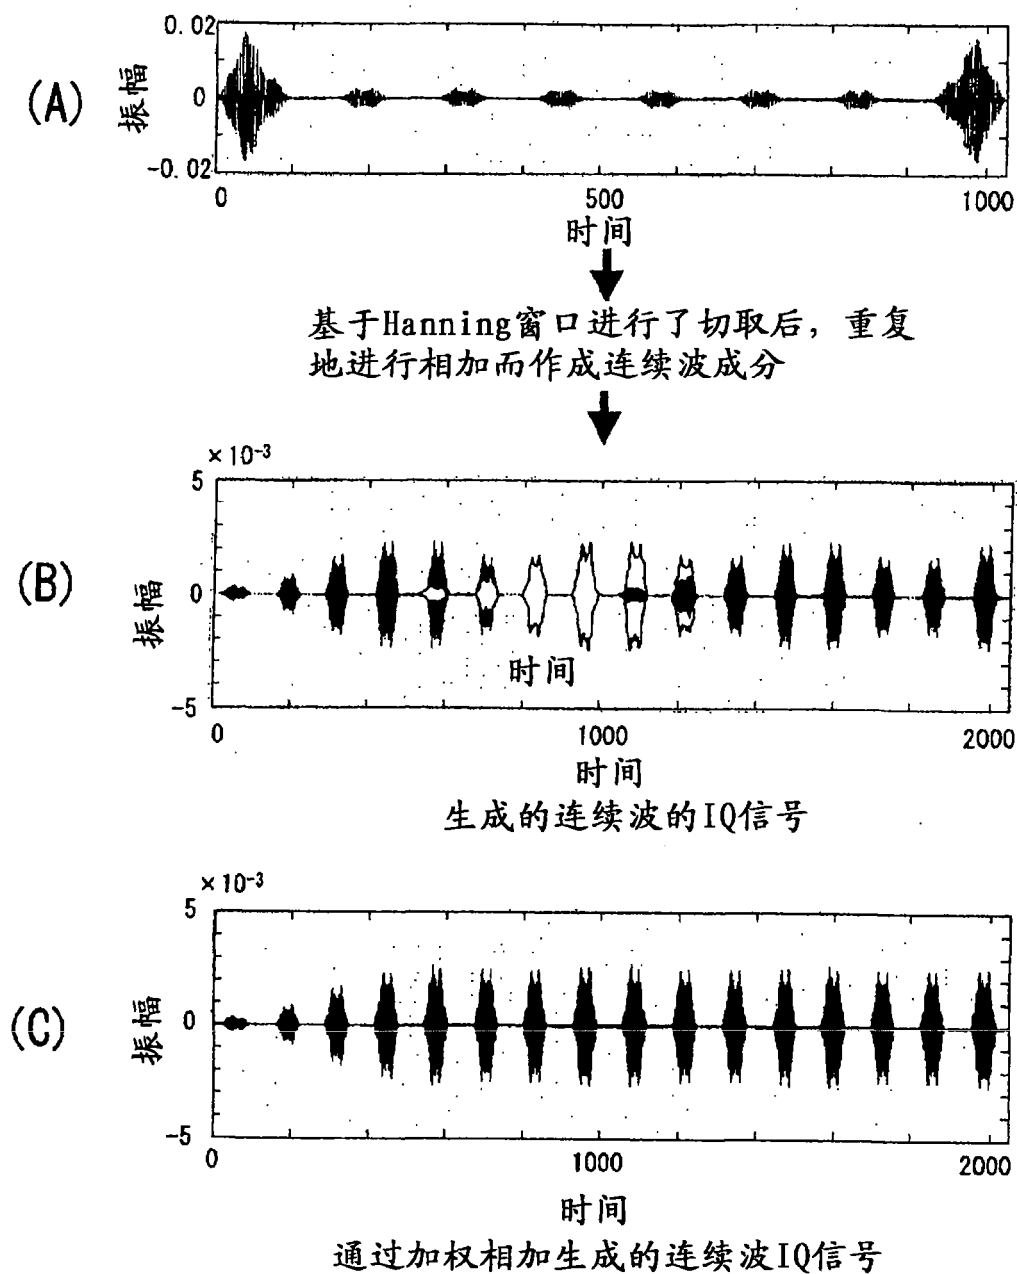 (A)
振幅
0.02
0
-0.02
0 500 1000
时间
基于Hanning窗口进行了切取后，重复
地进行相加而作成连续波成分
×10-3
(B)
振幅
5
0
-5
时间
0 1000 2000
时间
生成的连续波的IQ信号
×10-3
(C)
振幅
5
0
-5
0 1000 2000
时间
通过加权相加生成的连续波IQ信号